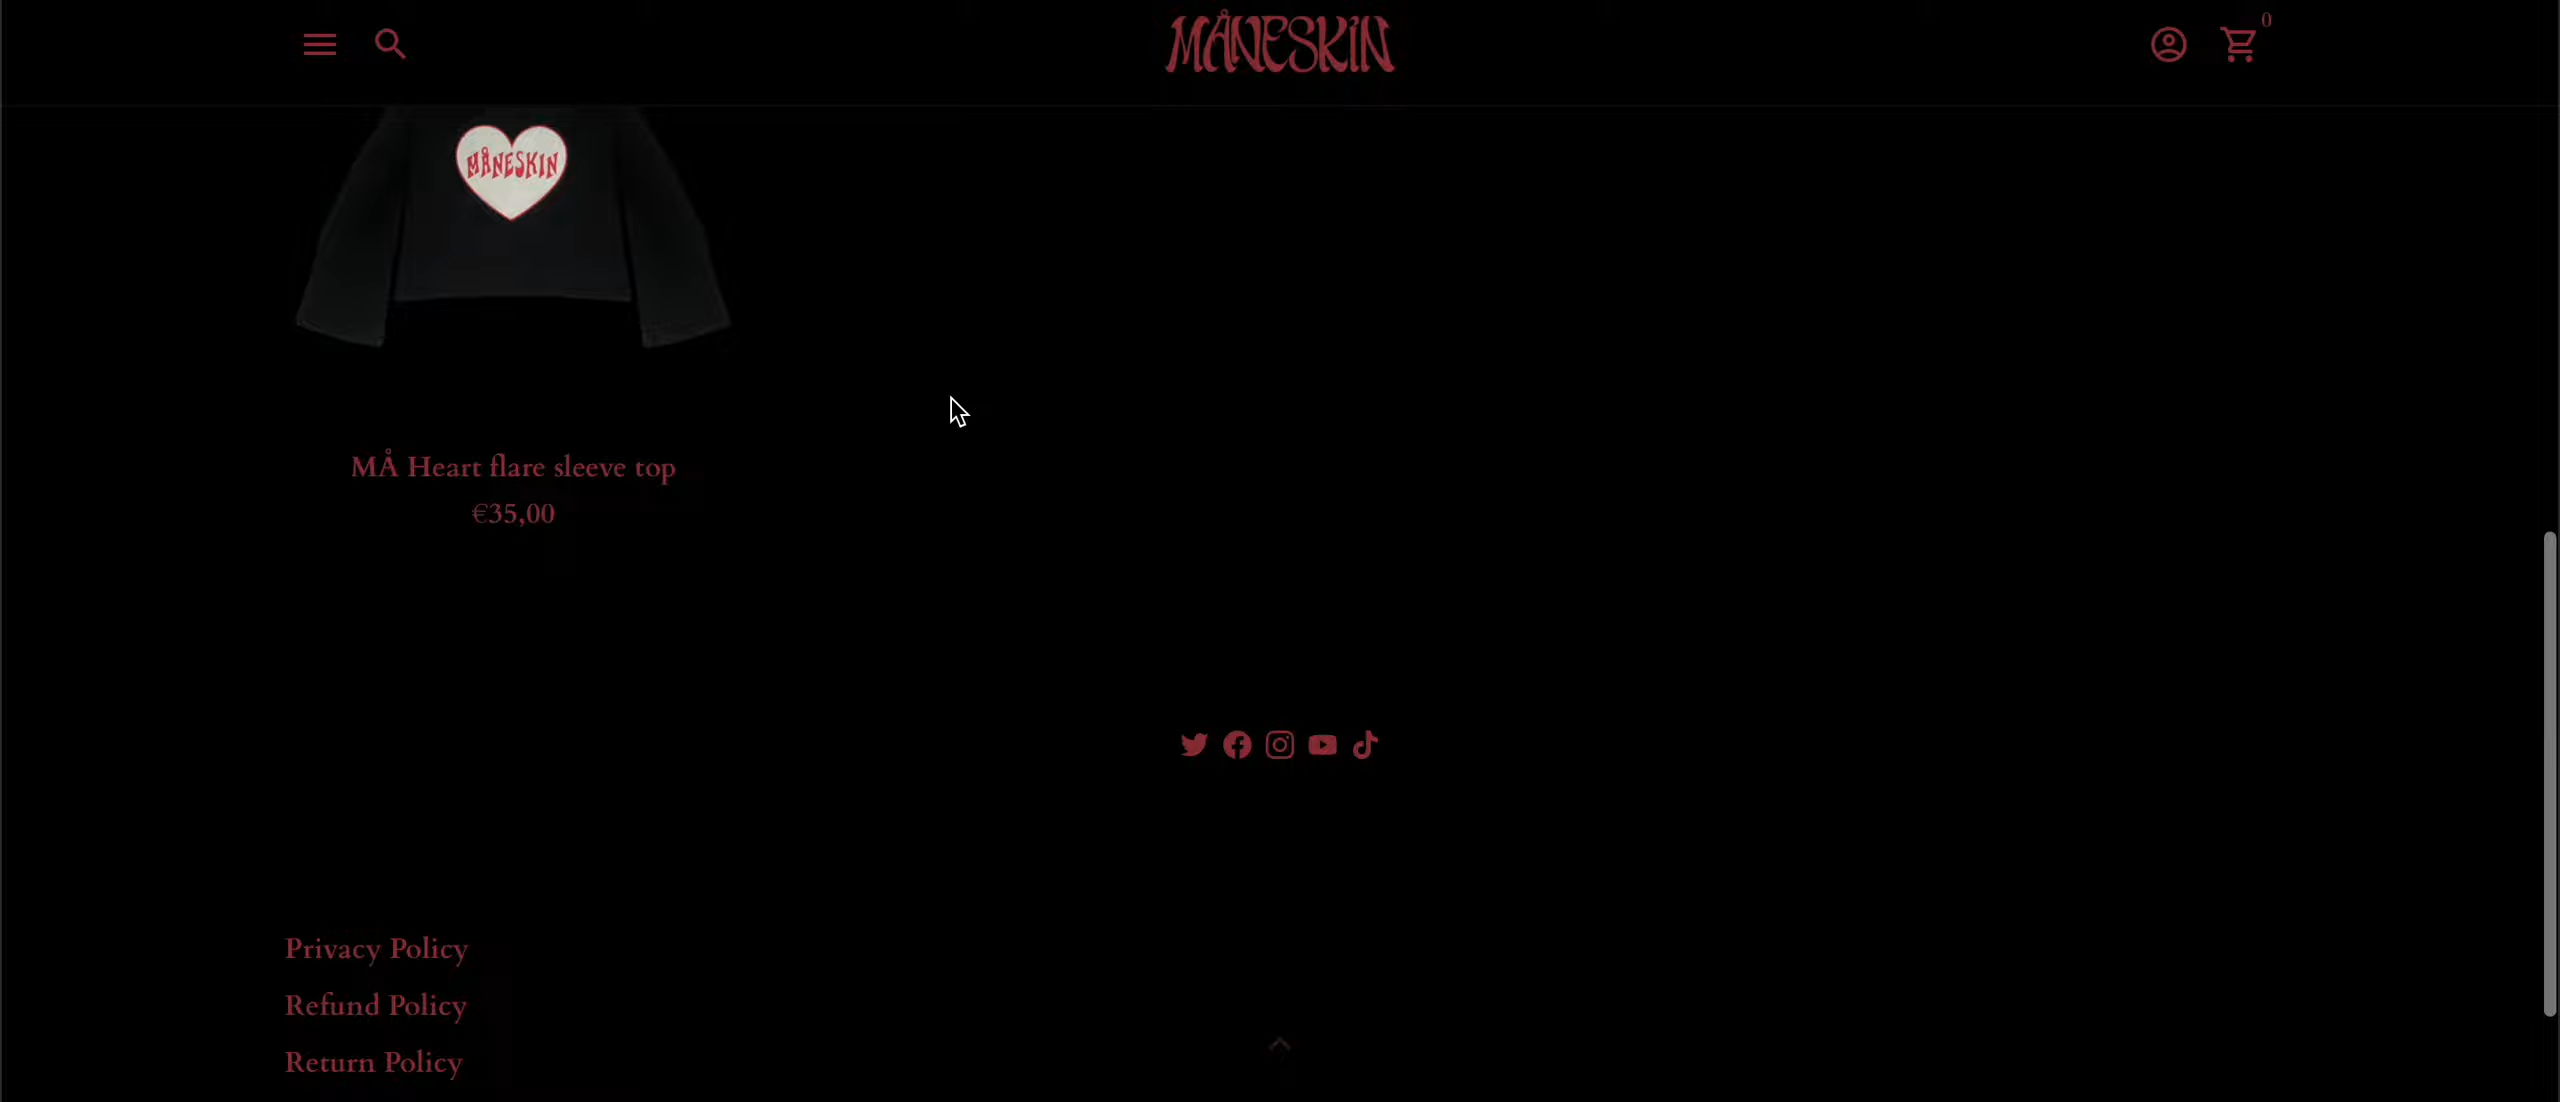 MÅNESKIN
0
MÅNESKIN
MÅ Heart flare sleeve top
€35,00
Privacy Policy
Refund Policy
Return Policy